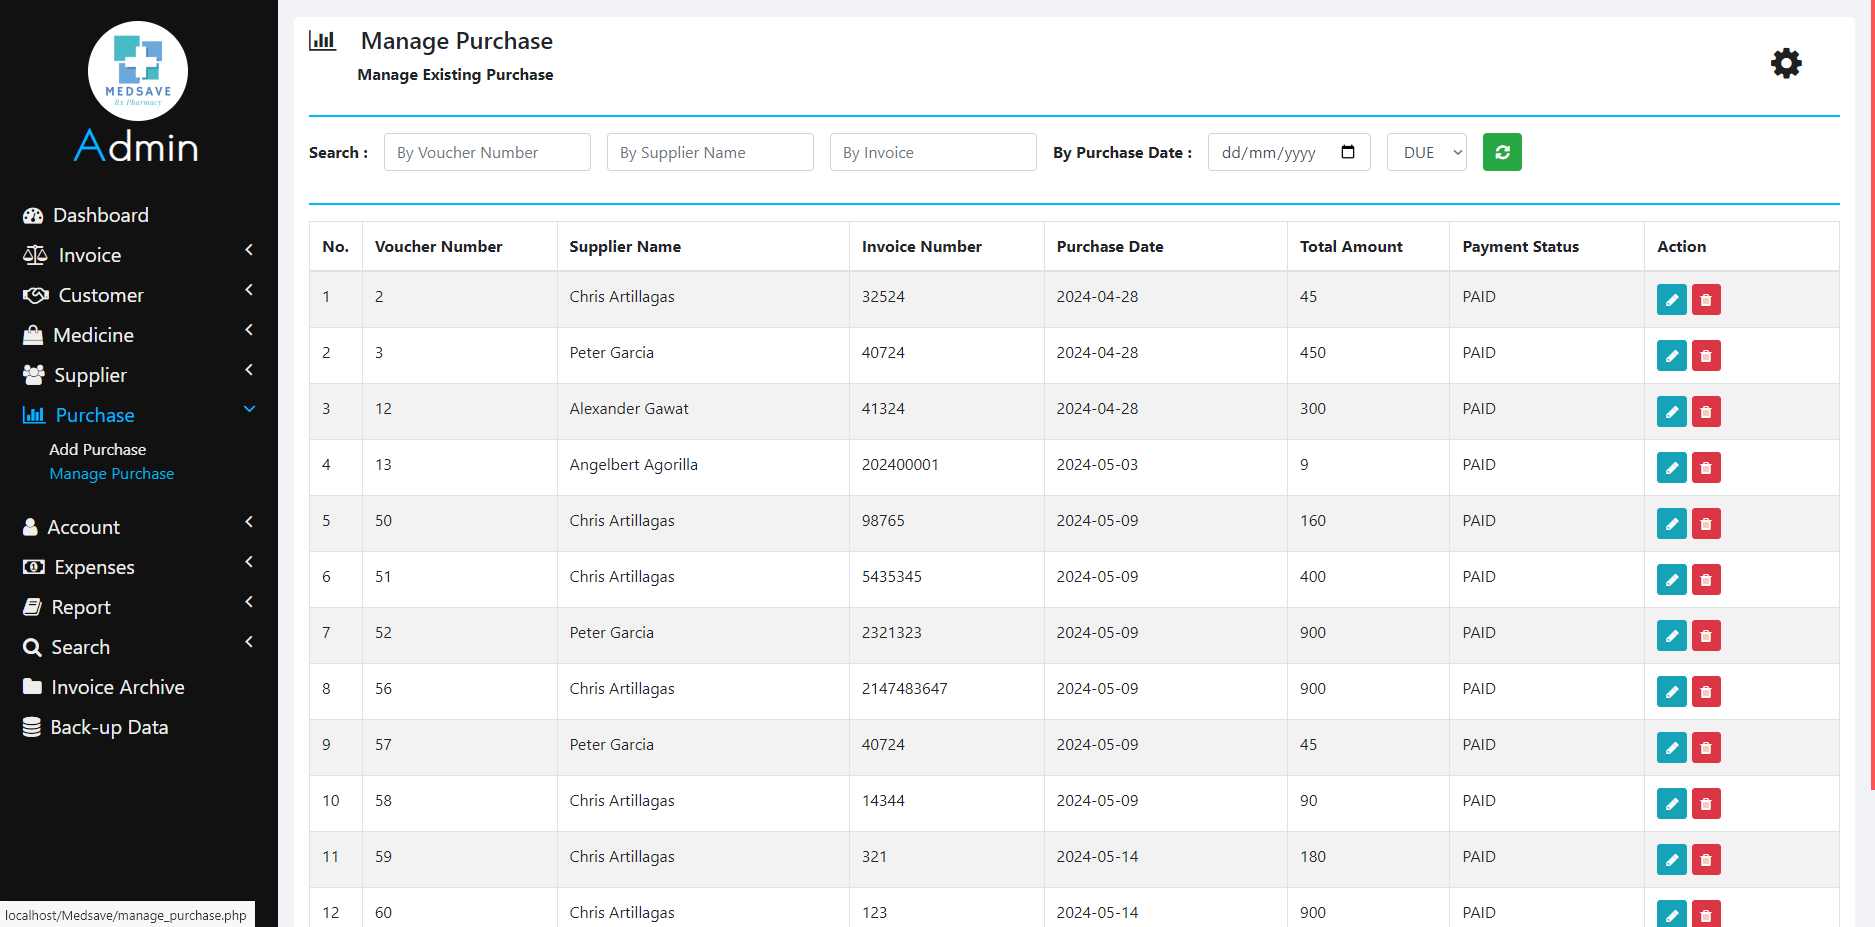 MEDSAVE
Rx Pharmacy
Admin
Dashboard
Invoice
Customer
Medicine
Supplier
Purchase
Add Purchase
Manage Purchase
Account
Expenses
Report
Search
Invoice Archive
Back-up Data
localhost/Medsave/manage_purchase.php
Manage Purchase
Manage Existing Purchase
Search : By Voucher Number By Supplier Name By Invoice By Purchase Date : dd/mm/yyyy DUE
No. Voucher Number Supplier Name Invoice Number Purchase Date Total Amount Payment Status Action
1 2 Chris Artillagas 32524 2024-04-28 45 PAID
2 3 Peter Garcia 40724 2024-04-28 450 PAID
3 12 Alexander Gawat 41324 2024-04-28 300 PAID
4 13 Angelbert Agorilla 202400001 2024-05-03 9 PAID
5 50 Chris Artillagas 98765 2024-05-09 160 PAID
6 51 Chris Artillagas 5435345 2024-05-09 400 PAID
7 52 Peter Garcia 2321323 2024-05-09 900 PAID
8 56 Chris Artillagas 2147483647 2024-05-09 900 PAID
9 57 Peter Garcia 40724 2024-05-09 45 PAID
10 58 Chris Artillagas 14344 2024-05-09 90 PAID
11 59 Chris Artillagas 321 2024-05-14 180 PAID
12 60 Chris Artillagas 123 2024-05-14 900 PAID